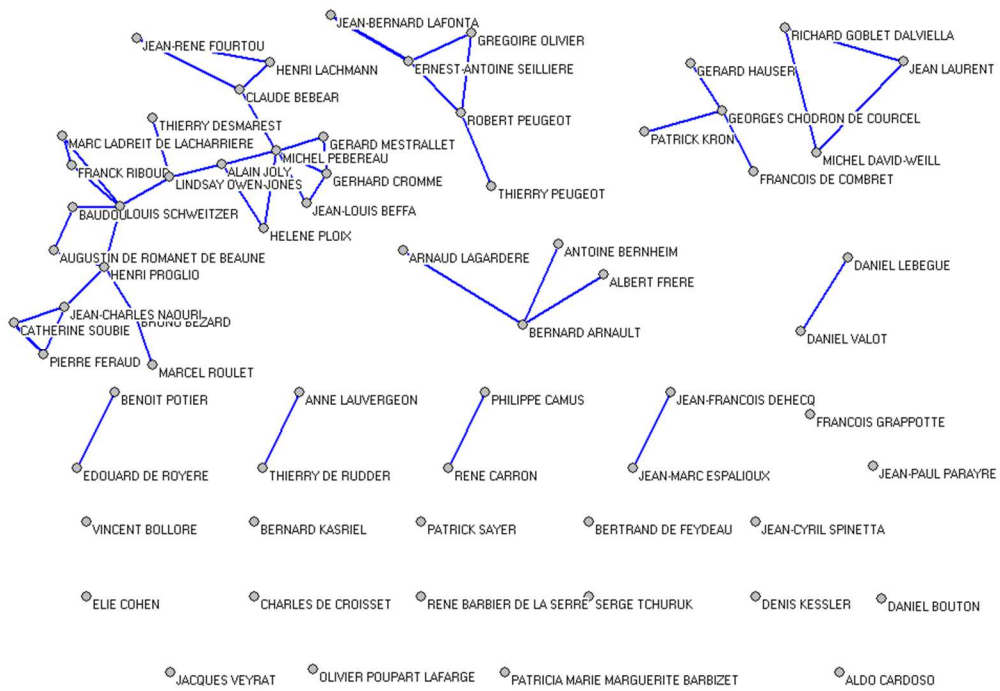 JEAN-BERNARD LAFONTA
RICHARD GOBLET DALVIELLA
JEAN-RENE FOURTOU
GREGOIRE OLIVIER
HENRI LACHMANN
ERNEST-ANTOINE SEILLIERE
GERARD HAUSER
JEAN LAURENT
CLAUDE BEBEAR
ROBERT PEUGEOT
GEORGES CHODRON DE COURCEL
THIERRY DESMAREST
PATRICK KRON
MARC LADREIT DE LACHARRIERE
GERARD MESTRALLET
MICHEL PEBEREAU
MICHEL DAVID-WEILL
FRANCK RIBOUD
ALAIN JOLY
LINDSAY OWEN-JONES
GERHARD CROMME
FRANCOIS DE COMBRET
THIERRY PEUGEOT
JEAN-LOUIS BEFFA
LOUIS SCHWEITZER
HELENE PLOIX
AUGUSTIN DE ROMANET DE BEAUNE
ARNAUD LAGARDERE
ANTOINE BERNHEIM
DANIEL LEBEGUE
HENRI PROGLIO
ALBERT FRERE
JEAN-CHARLES NAOURI
CATHERINE SOUBIE
BRUNO BEZARD
BERNARD ARNAULT
DANIEL VALOT
PIERRE FERAUD
MARCEL ROULET
BENOIT POTIER
ANNE LAUVERGEON
PHILIPPE CAMUS
JEAN-FRANCOIS DEHECQ
FRANCOIS GRAPPOTTE
EDOUARD DE ROYERE
THIERRY DE RUDDER
RENE CARRON
JEAN-MARC ESPALIOUX
JEAN-PAUL PARAYRE
VINCENT BOLLORE
BERNARD KASRIEL
PATRICK SAYER
BERTRAND DE FEYDEAU
JEAN-CYRIL SPINETTA
ELIE COHEN
CHARLES DE CROISSET
RENE BARBIER DE LA SERRE
SERGE TCHURUK
DENIS KESSLER
DANIEL BOUTON
JACQUES VEYRAT
OLIVIER POUPART LAFARGE
PATRICIA MARIE MARGUERITE BARBIZET
ALDO CARDOSO